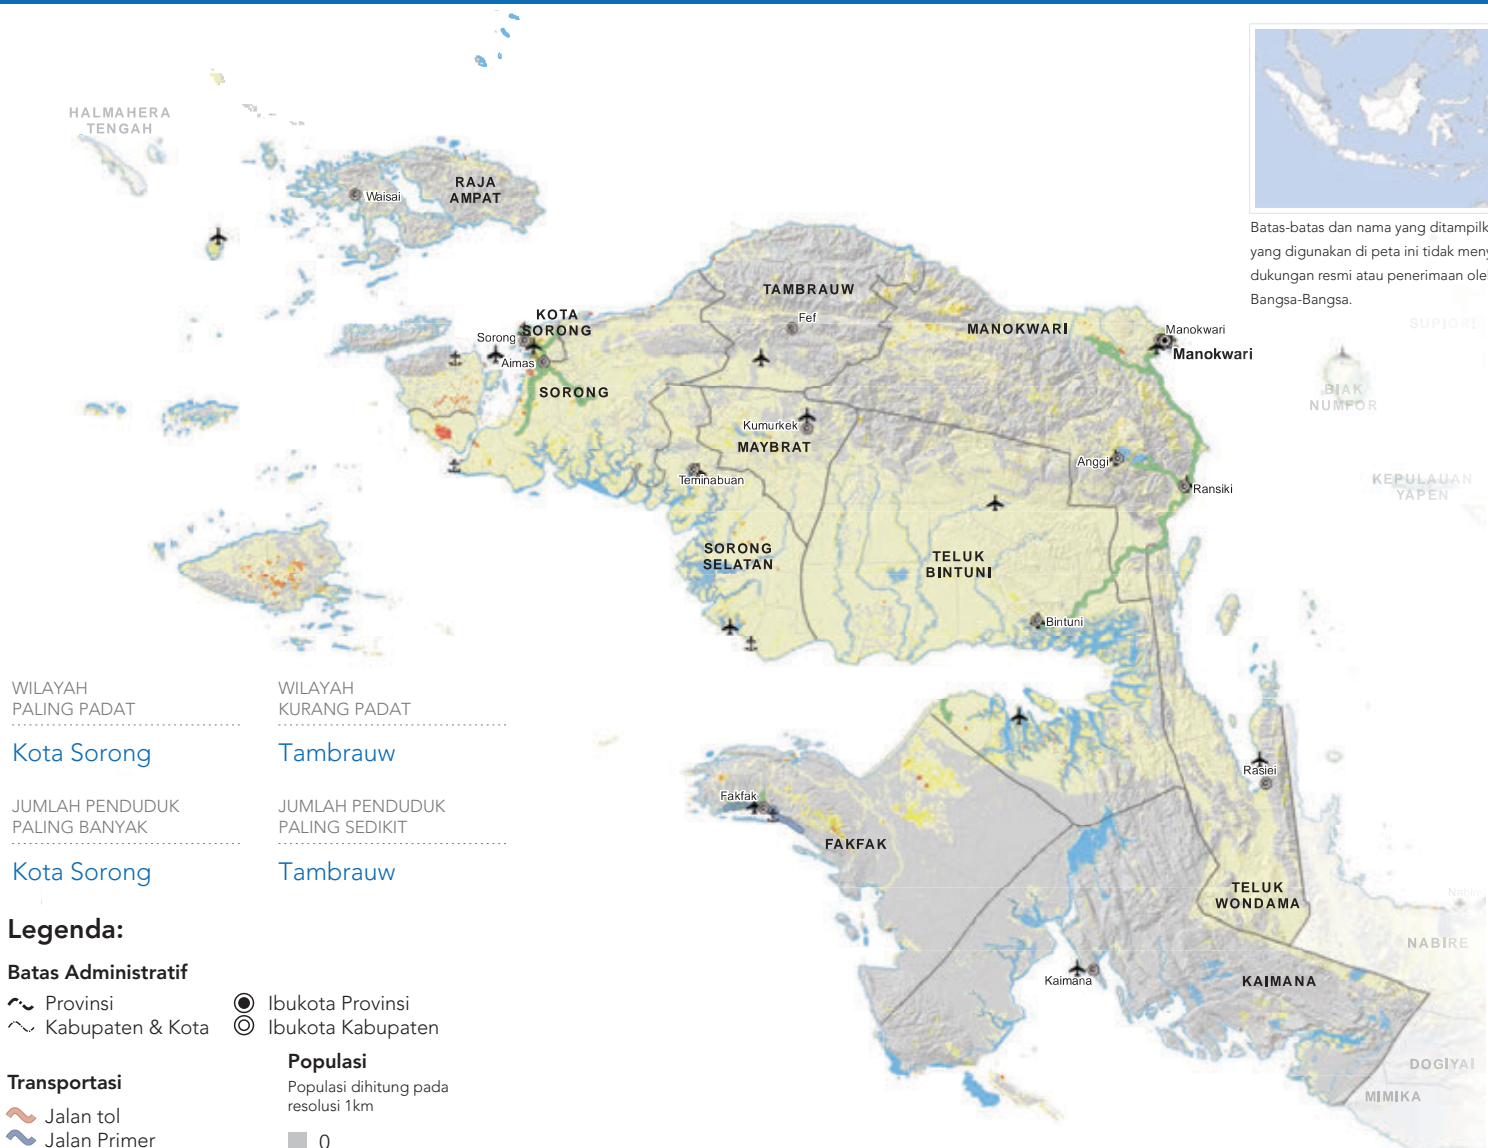 HALMAHERA
TENGAH
Waisai
RAJA
AMPAT
Batas-batas dan nama yang ditampilk
yang digunakan di peta ini tidak meny
dukungan resmi atau penerimaan ole
Bangsa-Bangsa.
TAMBRAUW
Fef
KOTA
SORONG
Sorong
Aimas
SORONG
MANOKWARI
Manokwari
Manokwari
SUPIORI
BIAK
NUMFOR
Kumurkek
MAYBRAT
Anggi
Teminabuan
Ransiki
KEPULAUAN
YAPEN
SORONG
SELATAN
TELUK
BINTUNI
Bintuni
WILAYAH
PALING PADAT
Kota Sorong
WILAYAH
KURANG PADAT
Tambrauw
JUMLAH PENDUDUK
PALING BANYAK
Kota Sorong
JUMLAH PENDUDUK
PALING SEDIKIT
Tambrauw
Rasiei
Fakfak
FAKFAK
TELUK
WONDAMA
Nabire
NABIRE
Kaimana
KAIMANA
DOGIYAI
MIMIKA
Legenda:
Batas Administratif
Provinsi
Kabupaten & Kota
Ibukota Provinsi
Ibukota Kabupaten
Transportasi
Jalan tol
Jalan Primer
Populasi
Populasi dihitung pada
resolusi 1km
0